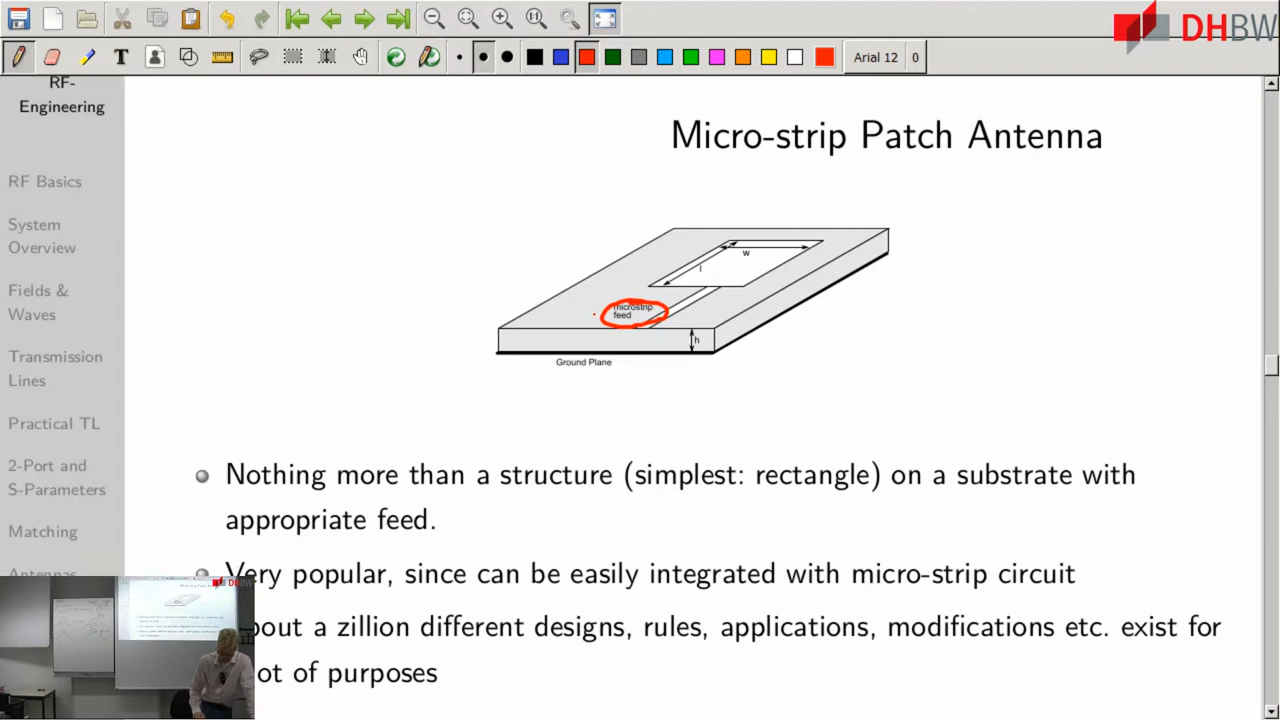 DHBW
Arial 12
0
RF-
Engineering
RF Basics
System
Overview
Fields &
Waves
Transmission
Lines
Practical TL
2-Port and
S-Parameters
Matching
Antennas
Micro-strip Patch Antenna
w
l
microstrip
feed
h
Ground Plane
Nothing more than a structure (simplest: rectangle) on a substrate with
appropriate feed.
Very popular, since can be easily integrated with micro-strip circuit
bout a zillion different designs, rules, applications, modifications etc. exist for
ot of purposes